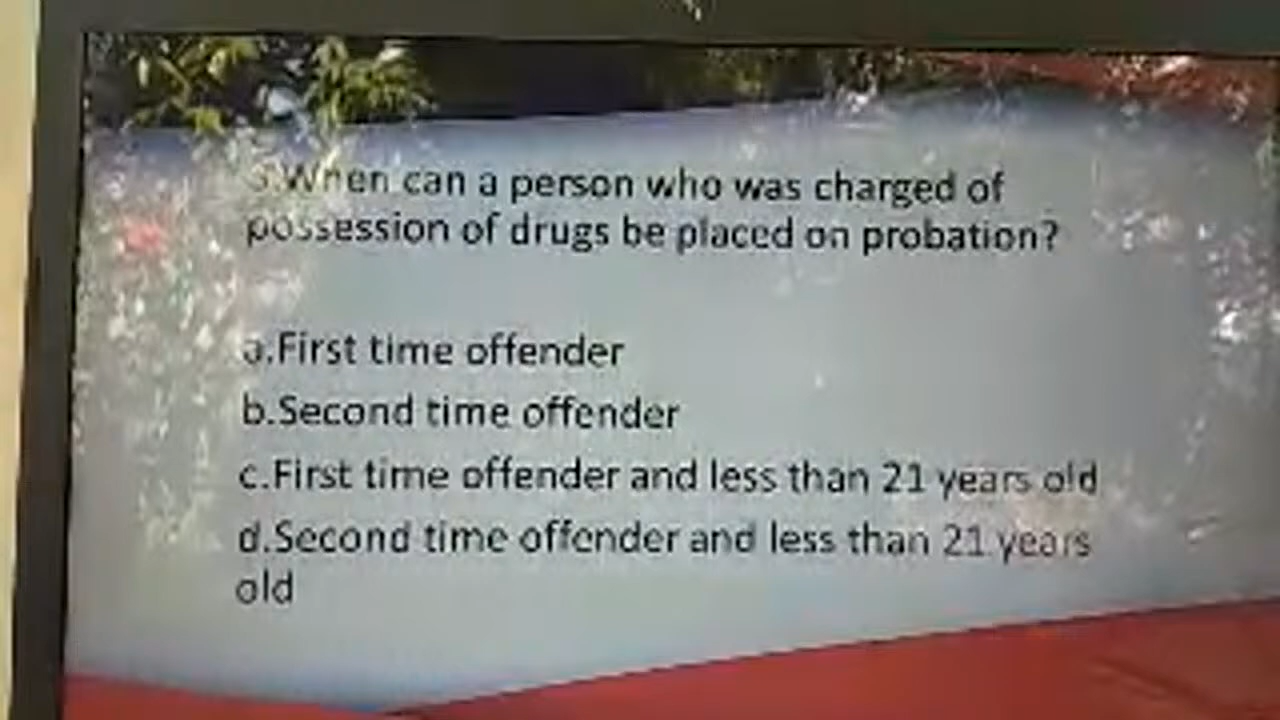 When can a person who was charged of
possession of drugs be placed on probation?
a.First time offender
b.Second time offender
c.First time offender and less than 21 years old
d.Second time offender and less than 21 years
old